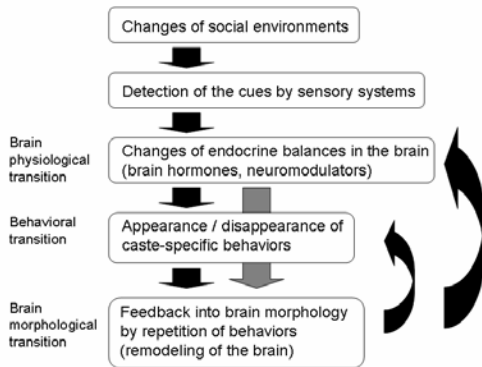 Changes of social environments
Detection of the cues by sensory systems
Brain
physiological
transition
Changes of endocrine balances in the brain
(brain hormones, neuromodulators)
Behavioral
transition
Appearance / disappearance of
caste-specific behaviors
Brain
morphological
transition
Feedback into brain morphology
by repetition of behaviors
(remodeling of the brain)